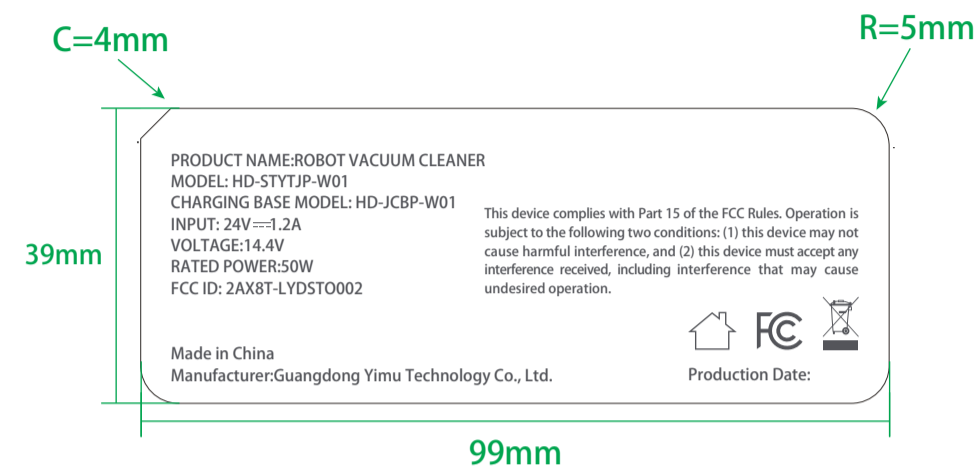 C=4mm
R=5mm
PRODUCT NAME:ROBOT VACUUM CLEANER
MODEL: HD-STYTJP-W01
CHARGING BASE MODEL: HD-JCBP-W01
INPUT: 24V⎓1.2A
VOLTAGE:14.4V
RATED POWER:50W
FCC ID: 2AX8T-LYDSTO002
This device complies with Part 15 of the FCC Rules. Operation is
subject to the following two conditions: (1) this device may not
cause harmful interference, and (2) this device must accept any
interference received, including interference that may cause
undesired operation.
39mm
FC
Made in China
Manufacturer:Guangdong Yimu Technology Co., Ltd.
Production Date:
99mm